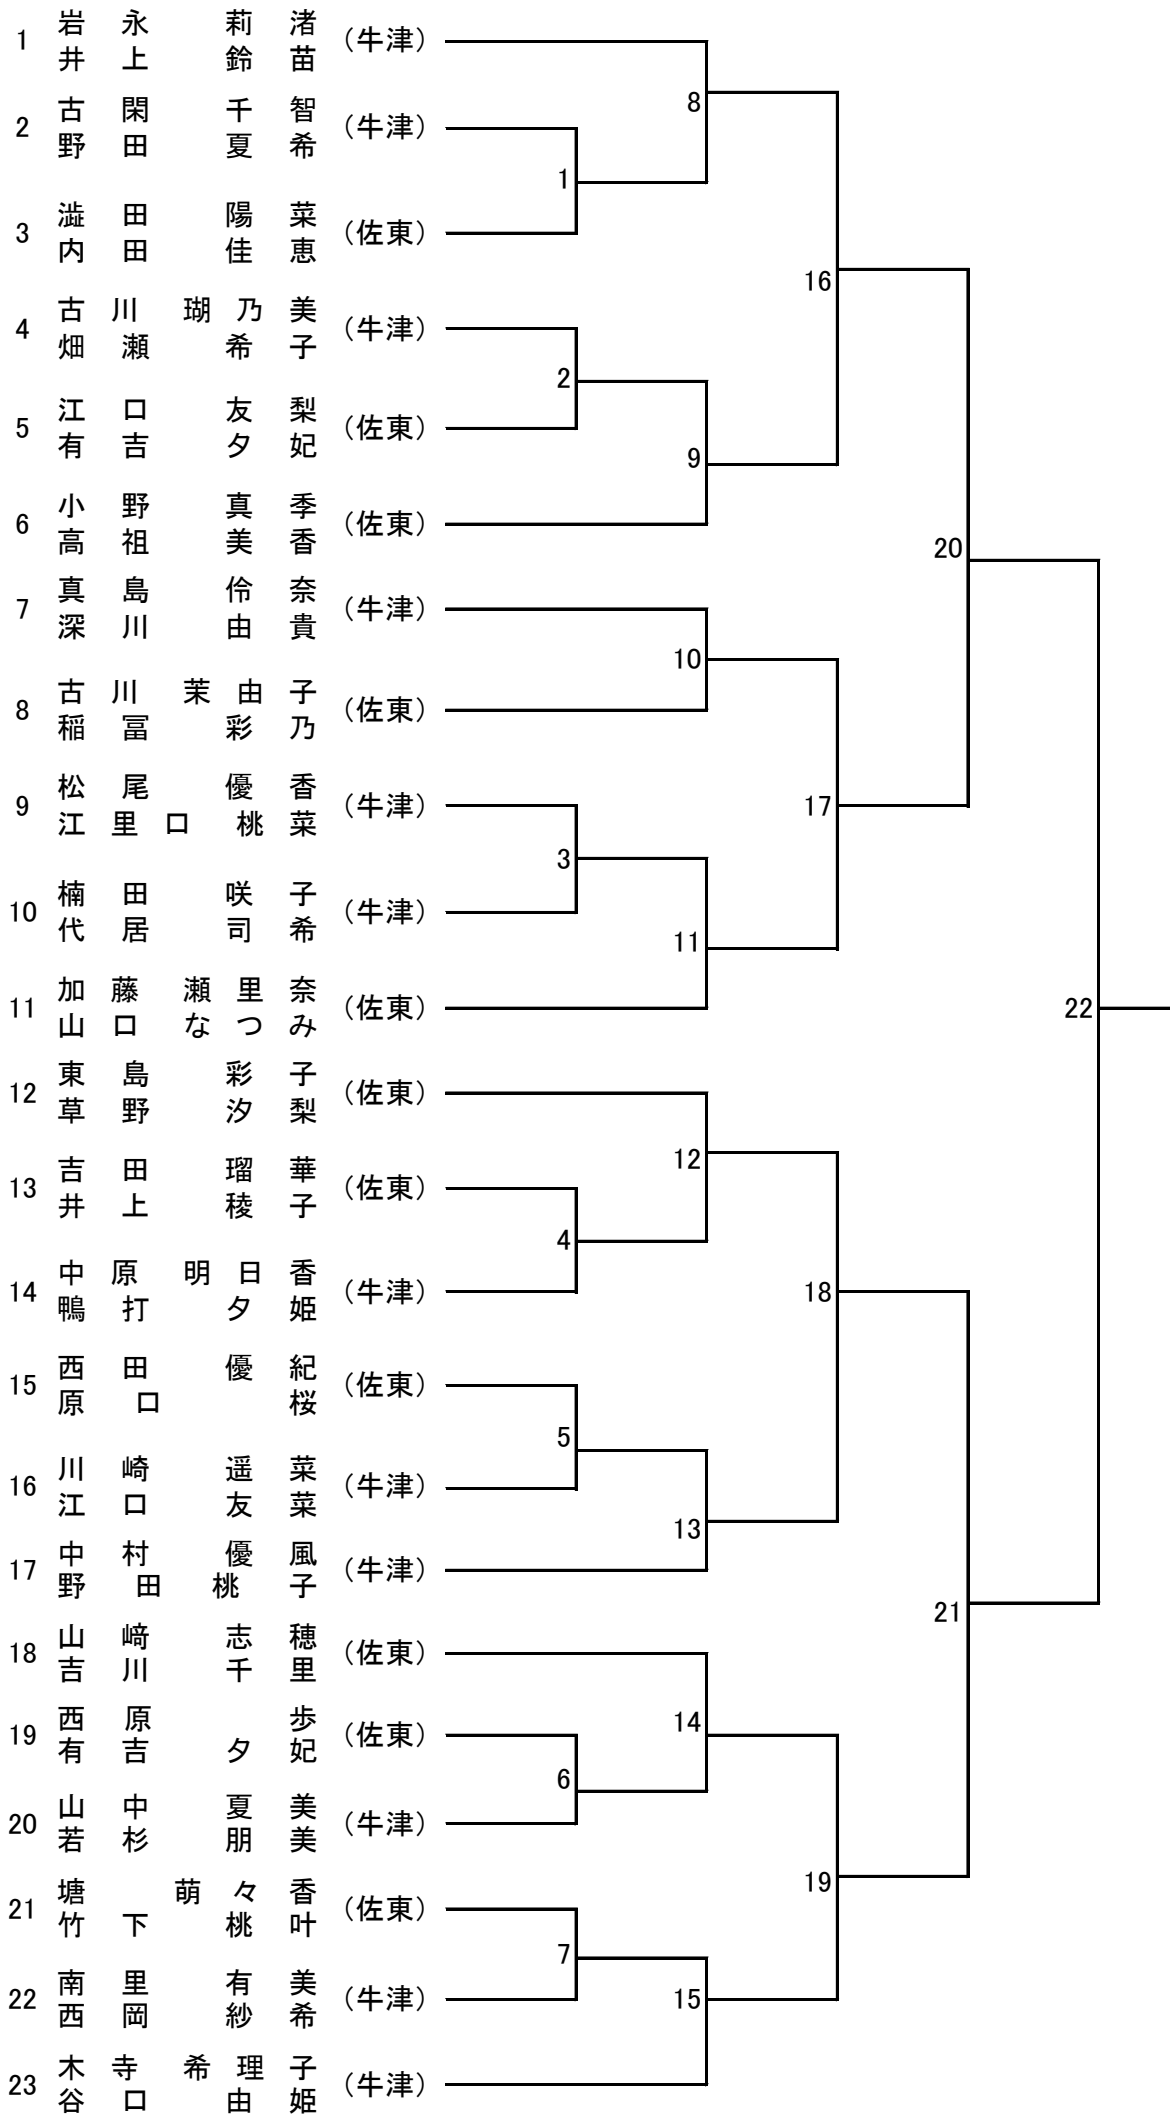 1 岩永 莉渚 (牛津)
井上 鈴苗
2 古閑 千智 (牛津)
野田 夏希
3 澁田 陽菜 (佐東)
内田 佳恵
4 古川 瑚乃美 (牛津)
畑瀬 希子
5 江口 友梨 (佐東)
有吉 夕妃
6 小野 真季 (佐東)
高祖 美香
7 真島 伶奈 (牛津)
深川 由貴
8 古川 茉由子 (佐東)
稲冨 彩乃
9 松尾 優香 (牛津)
江里口 桃菜
10 楠田 咲子 (牛津)
代居 司希
11 加藤 瀬里奈 (佐東)
山口 なつみ
12 東島 彩子 (佐東)
草野 汐梨
13 吉田 瑠華 (佐東)
井上 稜子
14 中原 明日香 (牛津)
鴨打 夕姫
15 西田 優紀 (佐東)
原口 桜
16 川崎 遥菜 (牛津)
江口 友菜
17 中村 優風 (牛津)
野田 桃子
18 山﨑 志穂 (佐東)
吉川 千里
19 西原 歩 (佐東)
有吉 夕妃
20 山中 夏美 (牛津)
若杉 朋美
21 塘 萌々香 (佐東)
竹下 桃叶
22 南里 有美 (牛津)
西岡 紗希
23 木寺 希理子 (牛津)
谷口 由姫
1
2
3
4
5
6
7
8
9
10
11
12
13
14
15
16
17
18
19
20
21
22